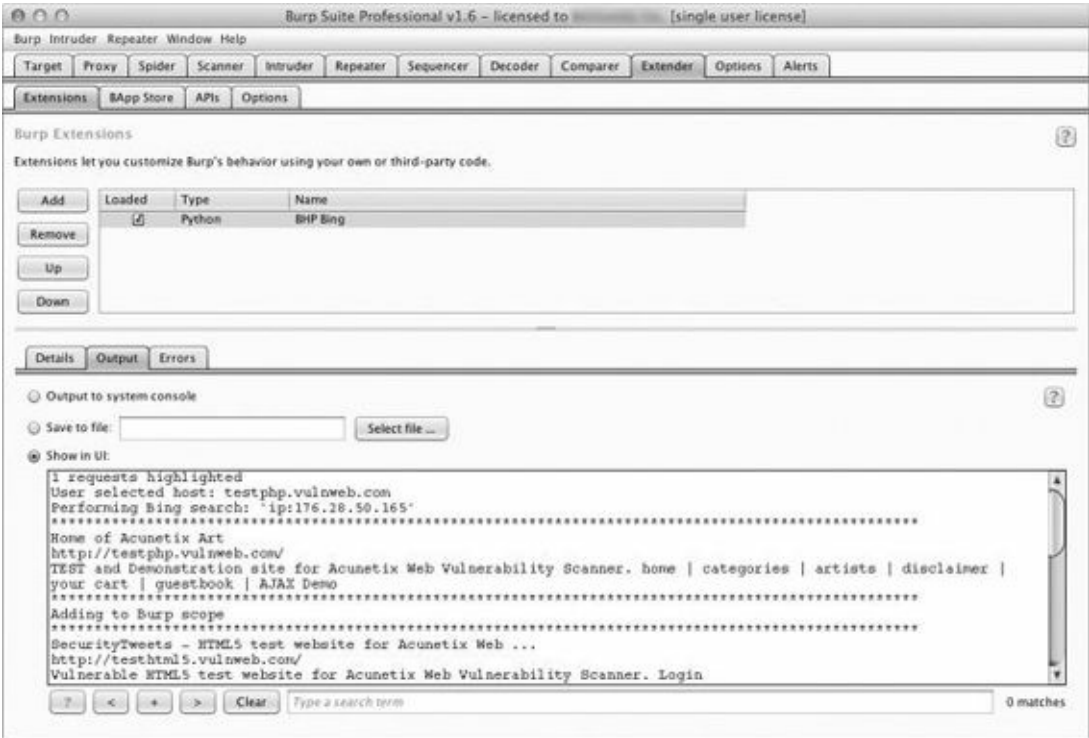 Burp Suite Professional v1.6 – licensed to [single user license]
Burp Intruder Repeater Window Help
Target Proxy Spider Scanner Intruder Repeater Sequencer Decoder Comparer Extender Options Alerts
Extensions BApp Store APIs Options
Burp Extensions
?
Extensions let you customize Burp's behavior using your own or third-party code.
Add Loaded Type Name
Python BHP Bing
Remove
Up
Down
Details Output Errors
Output to system console
?
Save to file: Select file ...
Show in UI:
1 requests highlighted
User selected host: testphp.vulnweb.com
Performing Bing search: 'ip:176.28.50.165'
****************************************************************************************************
Home of Acunetix Art
http://testphp.vulnweb.com/
TEST and Demonstration site for Acunetix Web Vulnerability Scanner. home | categories | artists | disclaimer |
your cart | guestbook | AJAX Demo
****************************************************************************************************
Adding to Burp scope
****************************************************************************************************
SecurityTweets - HTML5 test website for Acunetix Web ...
http://testhtml5.vulnweb.com/
Vulnerable HTML5 test website for Acunetix Web Vulnerability Scanner. Login
? < + > Clear Type a search term 0 matches